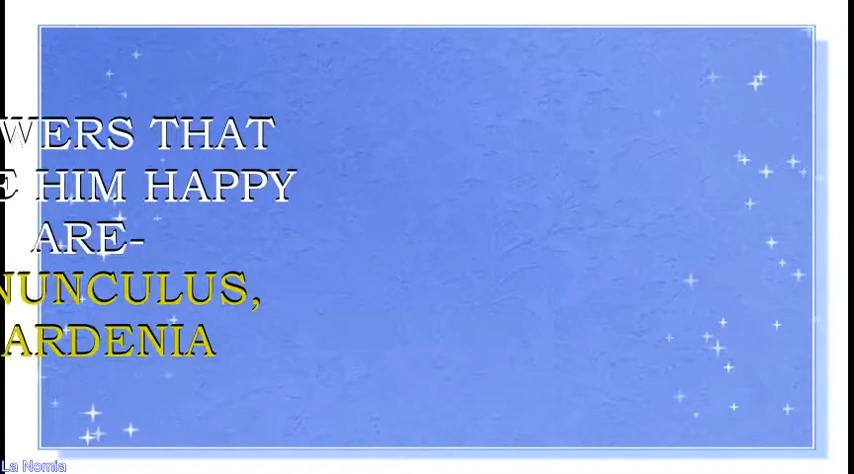 WERS THAT
E HIM HAPPY
ARE-
NUNCULUS,
ARDENIA
La Nomia